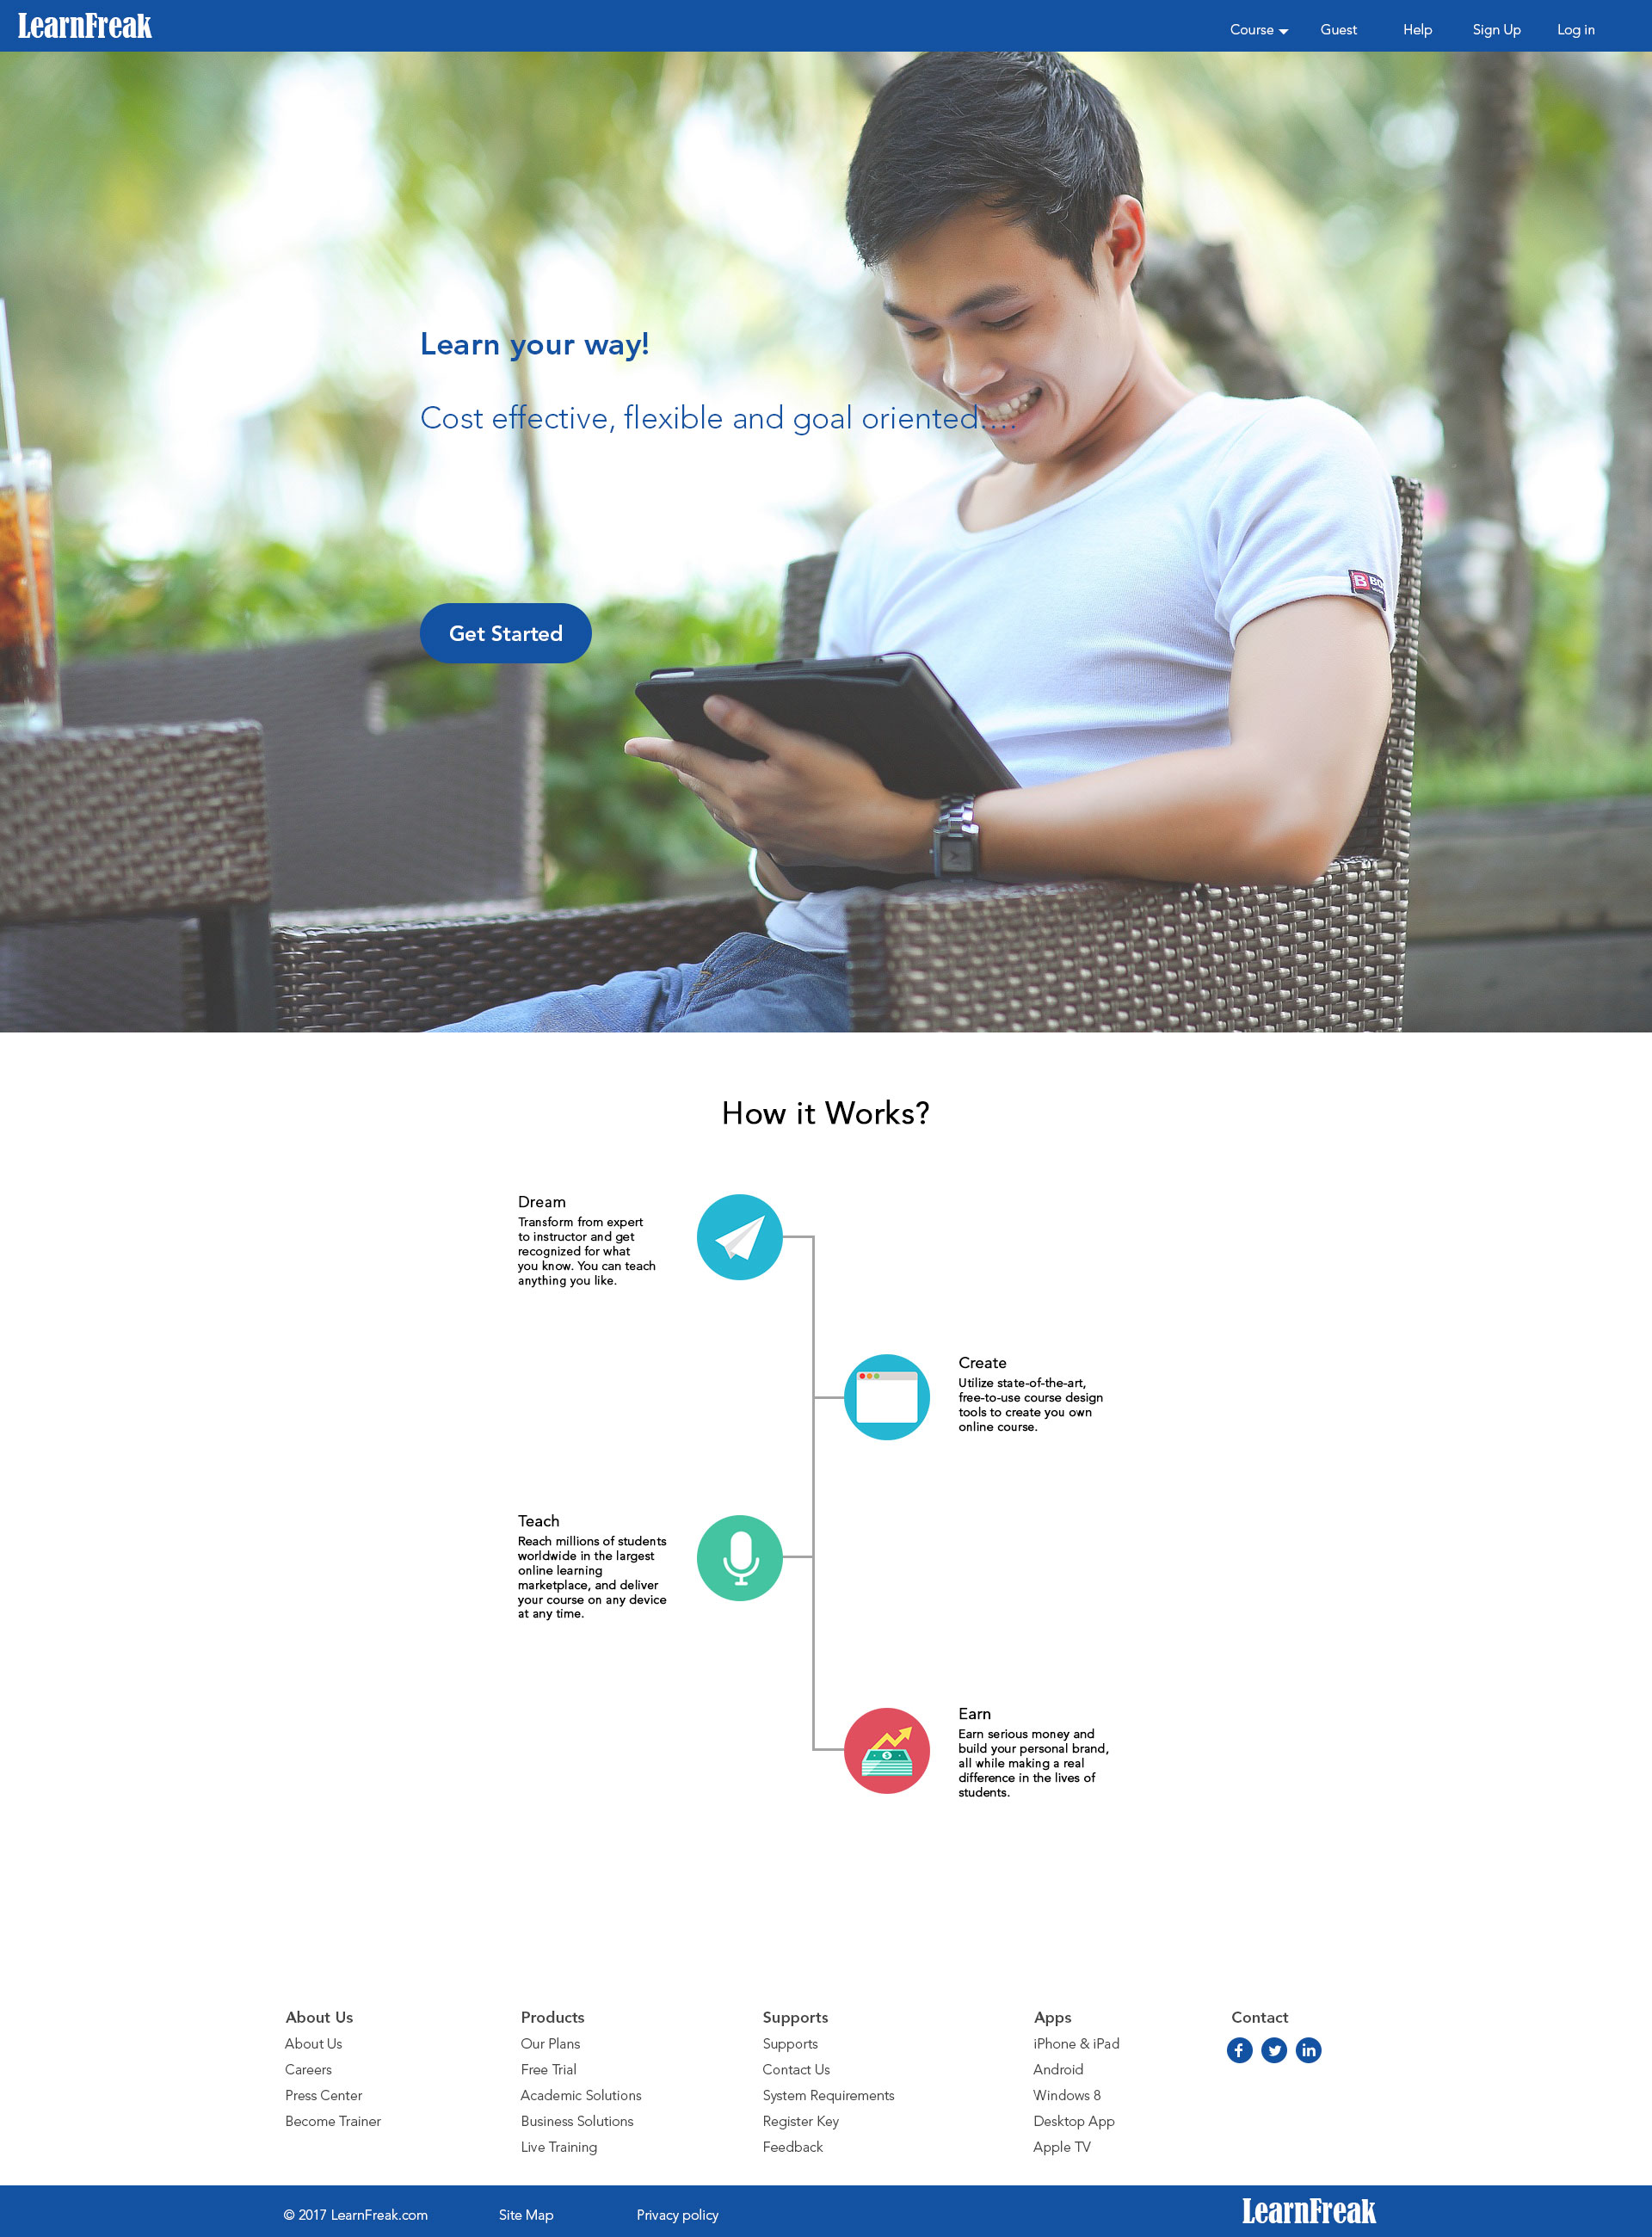 LearnFreak
Course
Guest
Help
Sign Up
Log in
Learn your way!
Cost effective, flexible and goal oriented....
Get Started
How it Works?
Dream
Transform from expert
to instructor and get
recognized for what
you know. You can teach
anything you like.
Create
Utilize state-of-the-art,
free-to-use course design
tools to create you own
online course.
Teach
Reach millions of students
worldwide in the largest
online learning
marketplace, and deliver
your course on any device
at any time.
Earn
Earn serious money and
build your personal brand,
all while making a real
difference in the lives of
students.
About Us
About Us
Careers
Press Center
Become Trainer
Products
Our Plans
Free Trial
Academic Solutions
Business Solutions
Live Training
Supports
Supports
Contact Us
System Requirements
Register Key
Feedback
Apps
iPhone & iPad
Android
Windows 8
Desktop App
Apple TV
Contact
© 2017 LearnFreak.com
Site Map
Privacy policy
LearnFreak